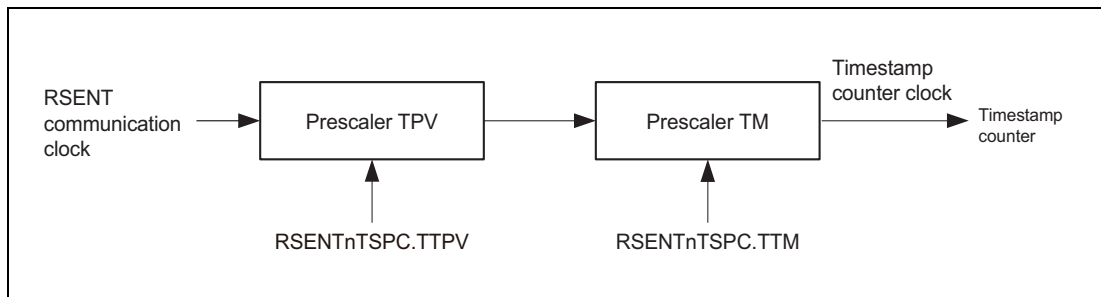 RSENT
communication
clock
Prescaler TPV
Prescaler TM
Timestamp
counter clock
Timestamp
counter
RSENTnTSPC.TTPV
RSENTnTSPC.TTM